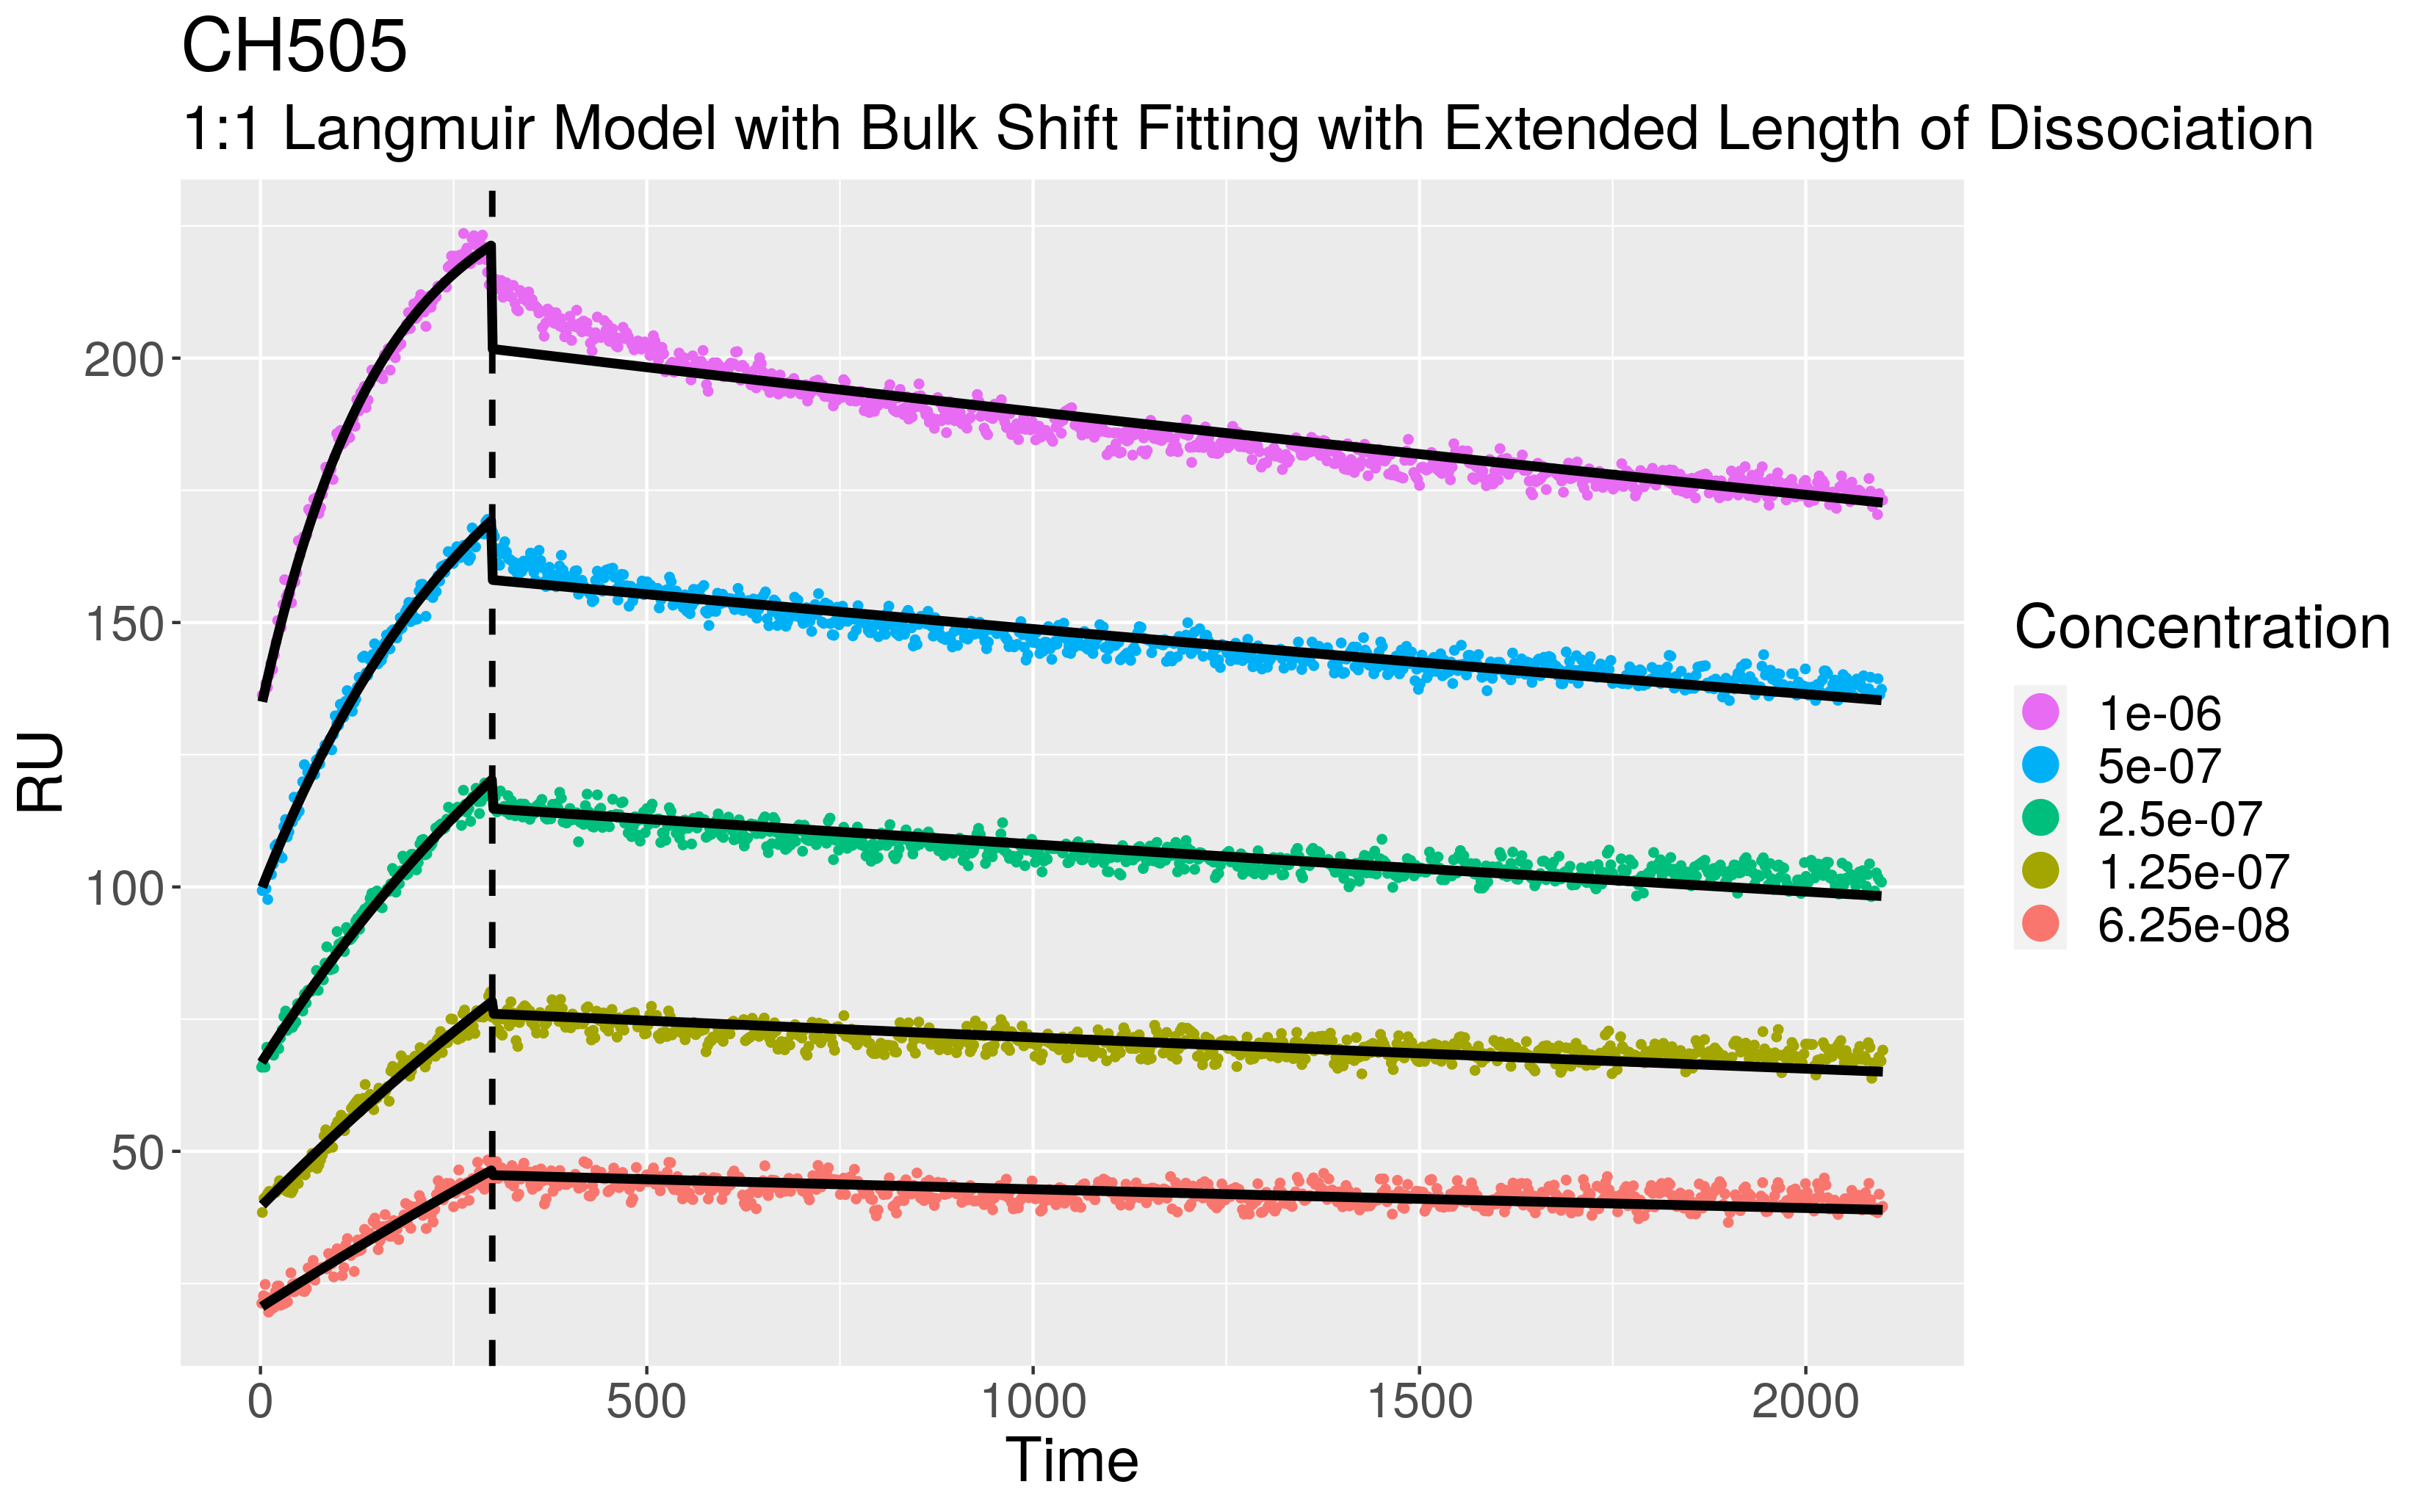 CH505
1:1 Langmuir Model with Bulk Shift Fitting with Extended Length of Dissociation
RU
200
150
100
50
0
500
1000
1500
2000
Time
Concentration
1e-06
5e-07
2.5e-07
1.25e-07
6.25e-08